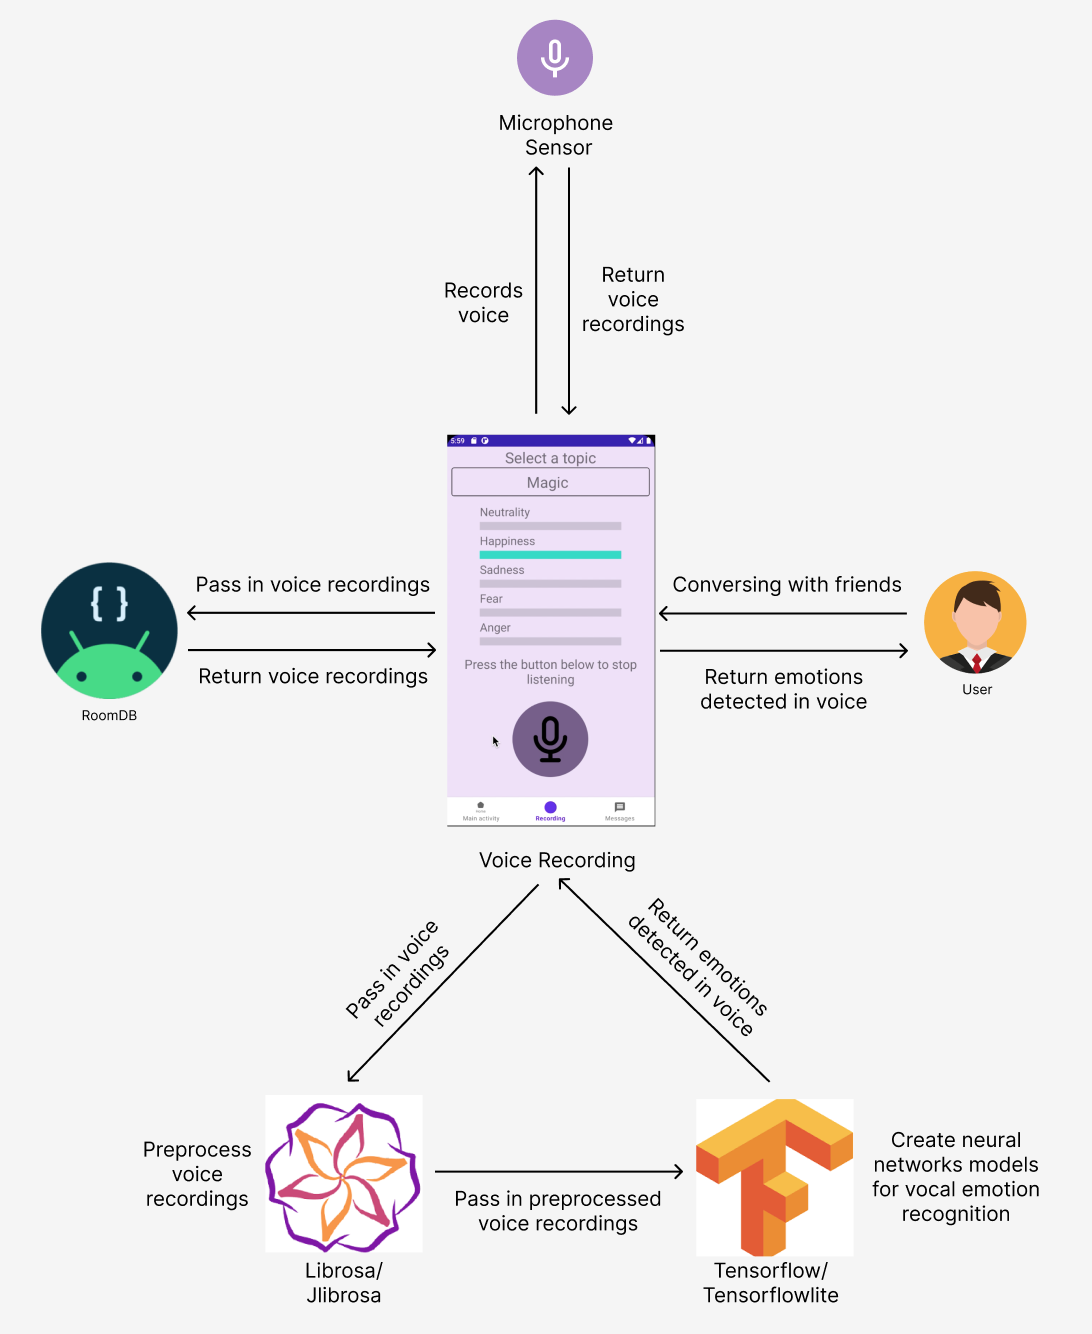 Microphone
Sensor
Records
voice
Return
voice
recordings
5:59
Select a topic
Magic
Neutrality
Happiness
Sadness
Fear
Anger
Press the button below to stop
listening
Main activity
Recording
Messages
Voice Recording
Pass in voice recordings
Return voice recordings
{ }
RoomDB
Conversing with friends
Return emotions
detected in voice
User
Pass in voice
recordings
Return emotions
detected in voice
Preprocess
voice
recordings
Librosa/
Jlibrosa
Pass in preprocessed
voice recordings
Tensorflow/
Tensorflowlite
Create neural
networks models
for vocal emotion
recognition